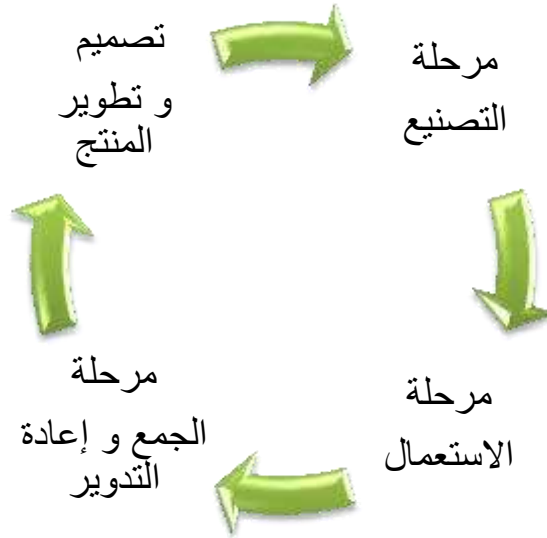 تصميم
و تطوير
المنتج
مرحلة
التصنيع
مرحلة
الاستعمال
مرحلة
الجمع و إعادة
التدوير